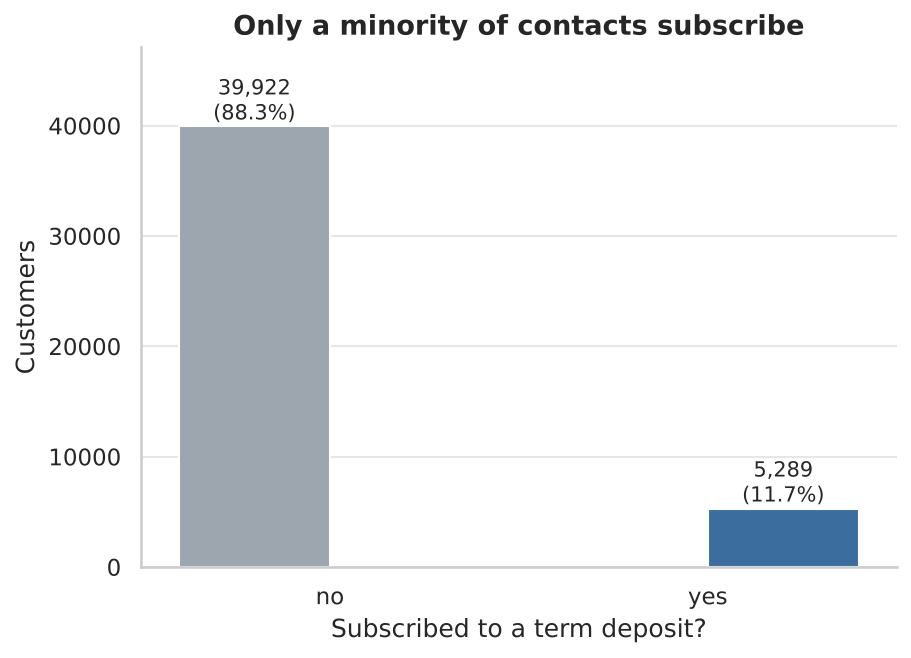 Only a minority of contacts subscribe
39,922
(88.3%)
40000
30000
20000
10000
0
Customers
5,289
(11.7%)
no
yes
Subscribed to a term deposit?